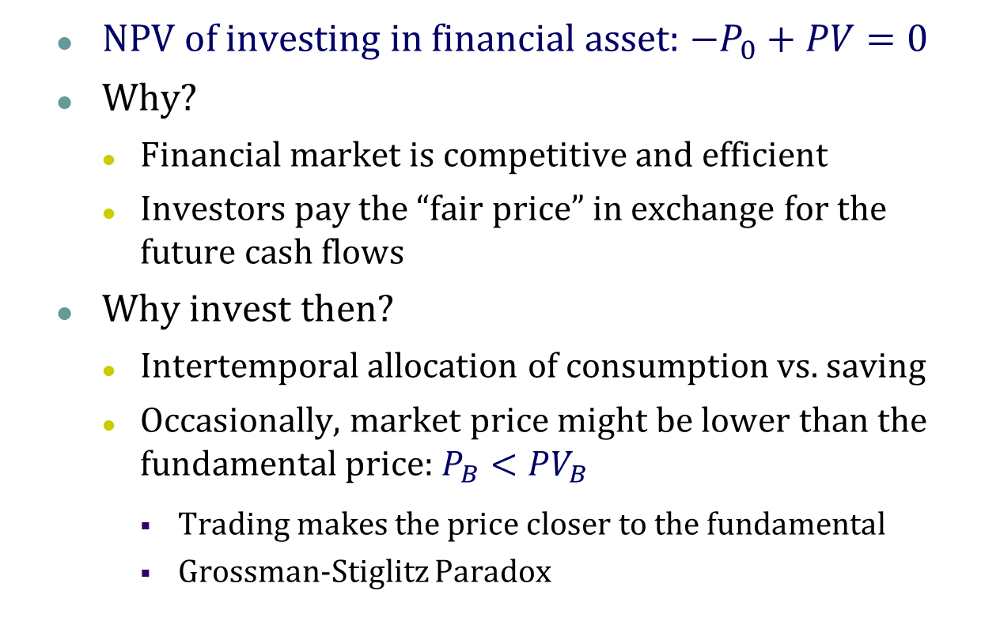 NPV of investing in financial asset: −P₀ + PV = 0
Why?
Financial market is competitive and efficient
Investors pay the “fair price” in exchange for the
future cash flows
Why invest then?
Intertemporal allocation of consumption vs. saving
Occasionally, market price might be lower than the
fundamental price: P_B < PV_B
Trading makes the price closer to the fundamental
Grossman-Stiglitz Paradox